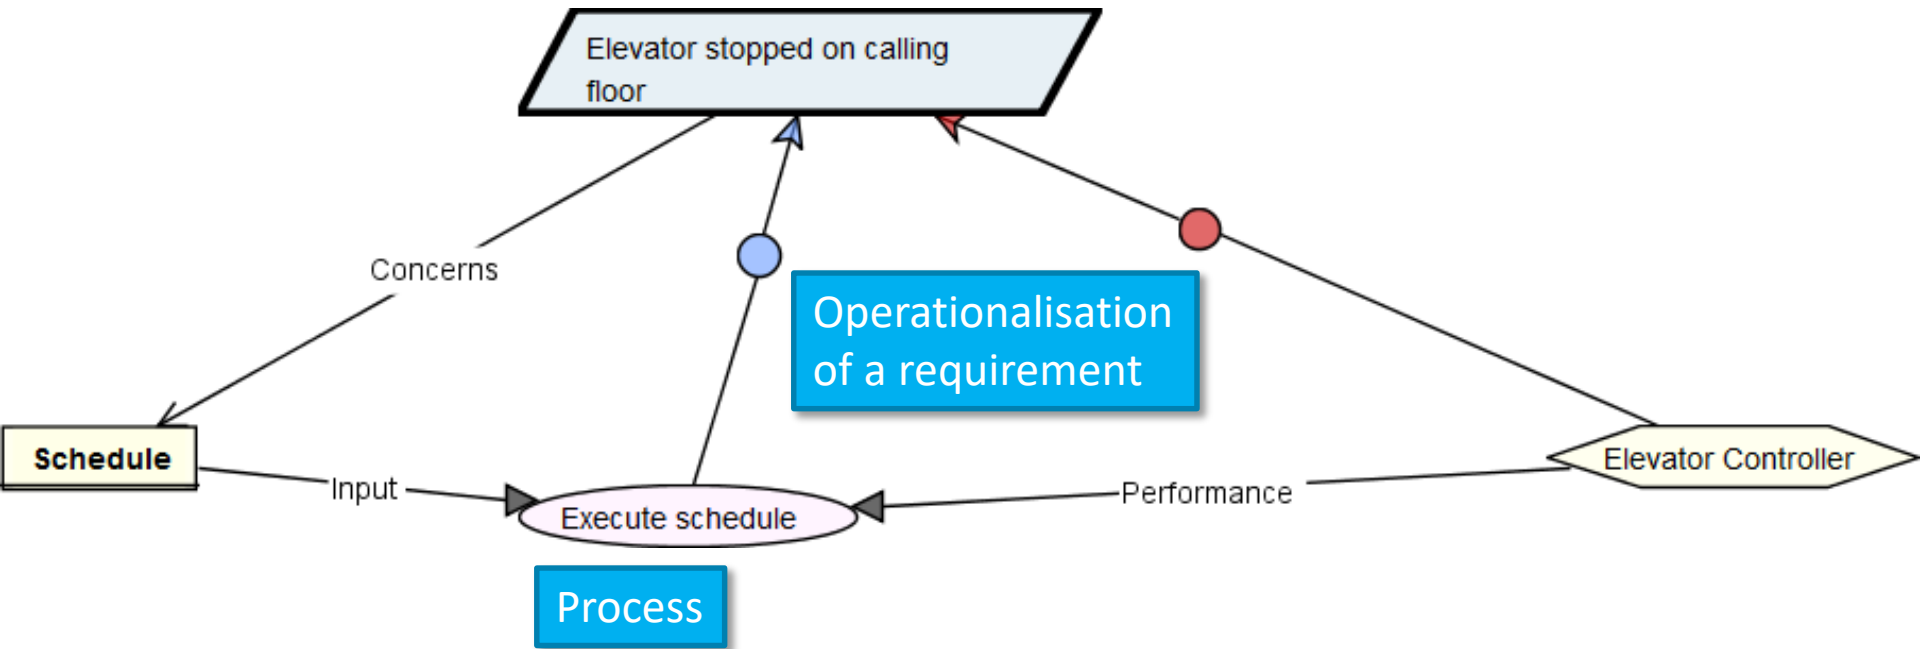 Elevator stopped on calling
floor
Concerns
Operationalisation
of a requirement
Schedule
Input
Execute schedule
Performance
Elevator Controller
Process